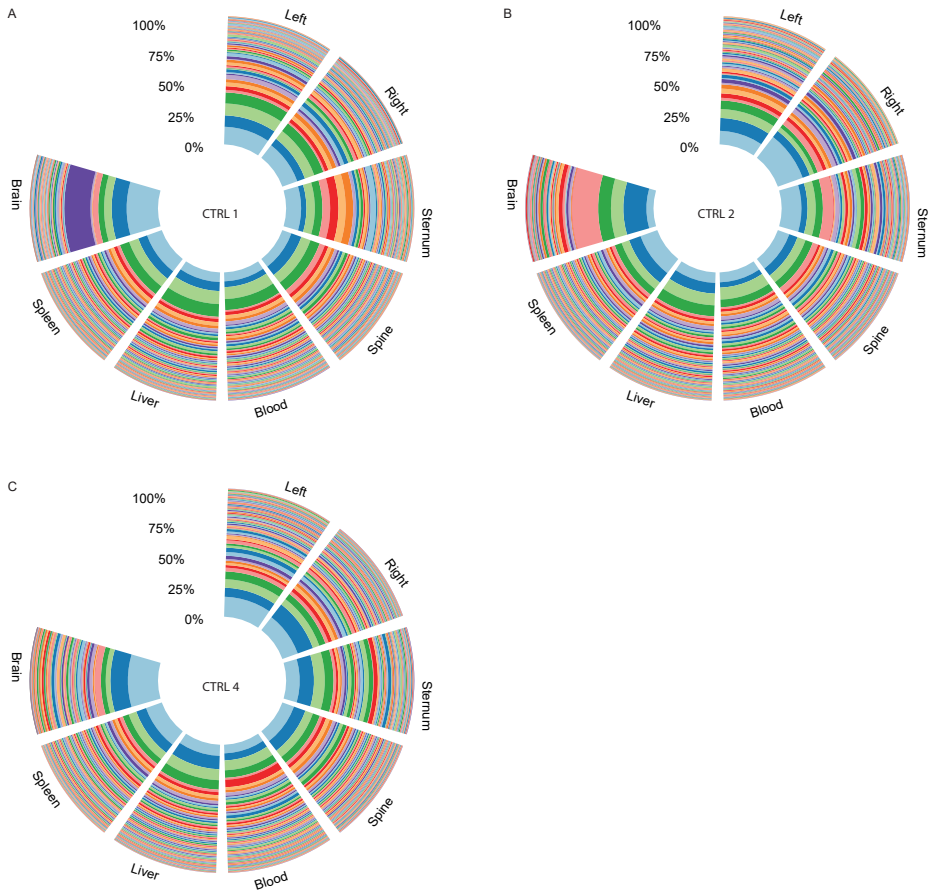 A
100%
75%
50%
25%
0%
Left
Right
Sternum
Spine
Blood
Liver
Spleen
Brain
CTRL 1
B
100%
75%
50%
25%
0%
Left
Right
Sternum
Spine
Blood
Liver
Spleen
Brain
CTRL 2
C
100%
75%
50%
25%
0%
Left
Right
Sternum
Spine
Blood
Liver
Spleen
Brain
CTRL 4